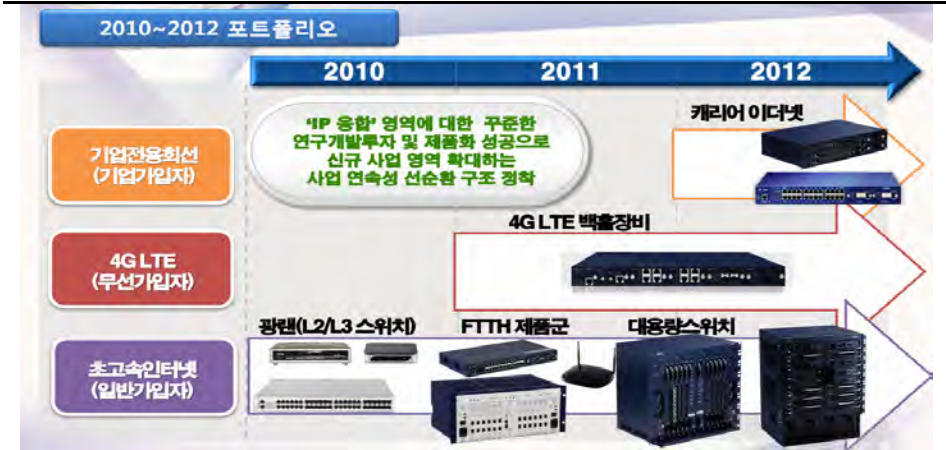 2010~2012 포트폴리오
2010 2011 2012
'IP 융합' 영역에 대한 꾸준한
연구개발투자 및 제품화 성공으로
신규 사업 영역 확대하는
사업 연속성 선순환 구조 정착
캐리어 이더넷
기업전용회선
(기업가입자)
4G LTE 백홀장비
4G LTE
(무선가입자)
광랜(L2/L3 스위치) FTTH 제품군 대용량스위치
초고속인터넷
(일반가입자)